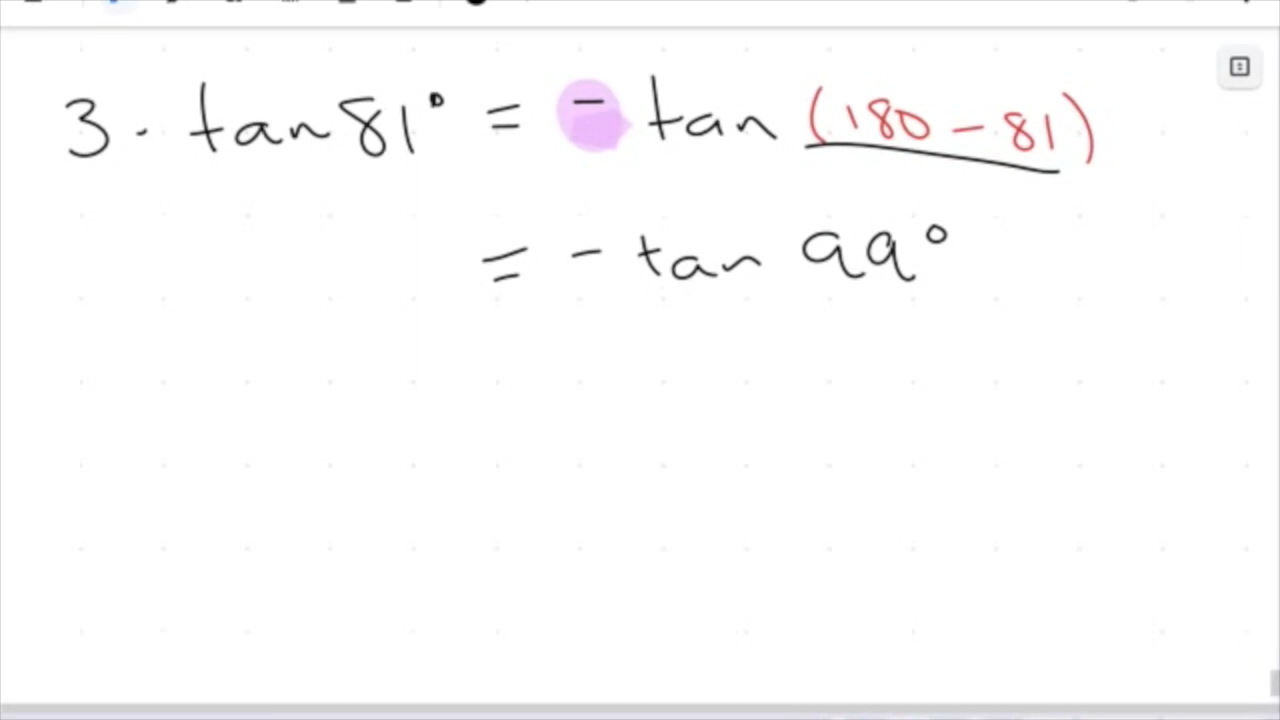 3. tan 81° = - tan (180 - 81)
= - tan 99°